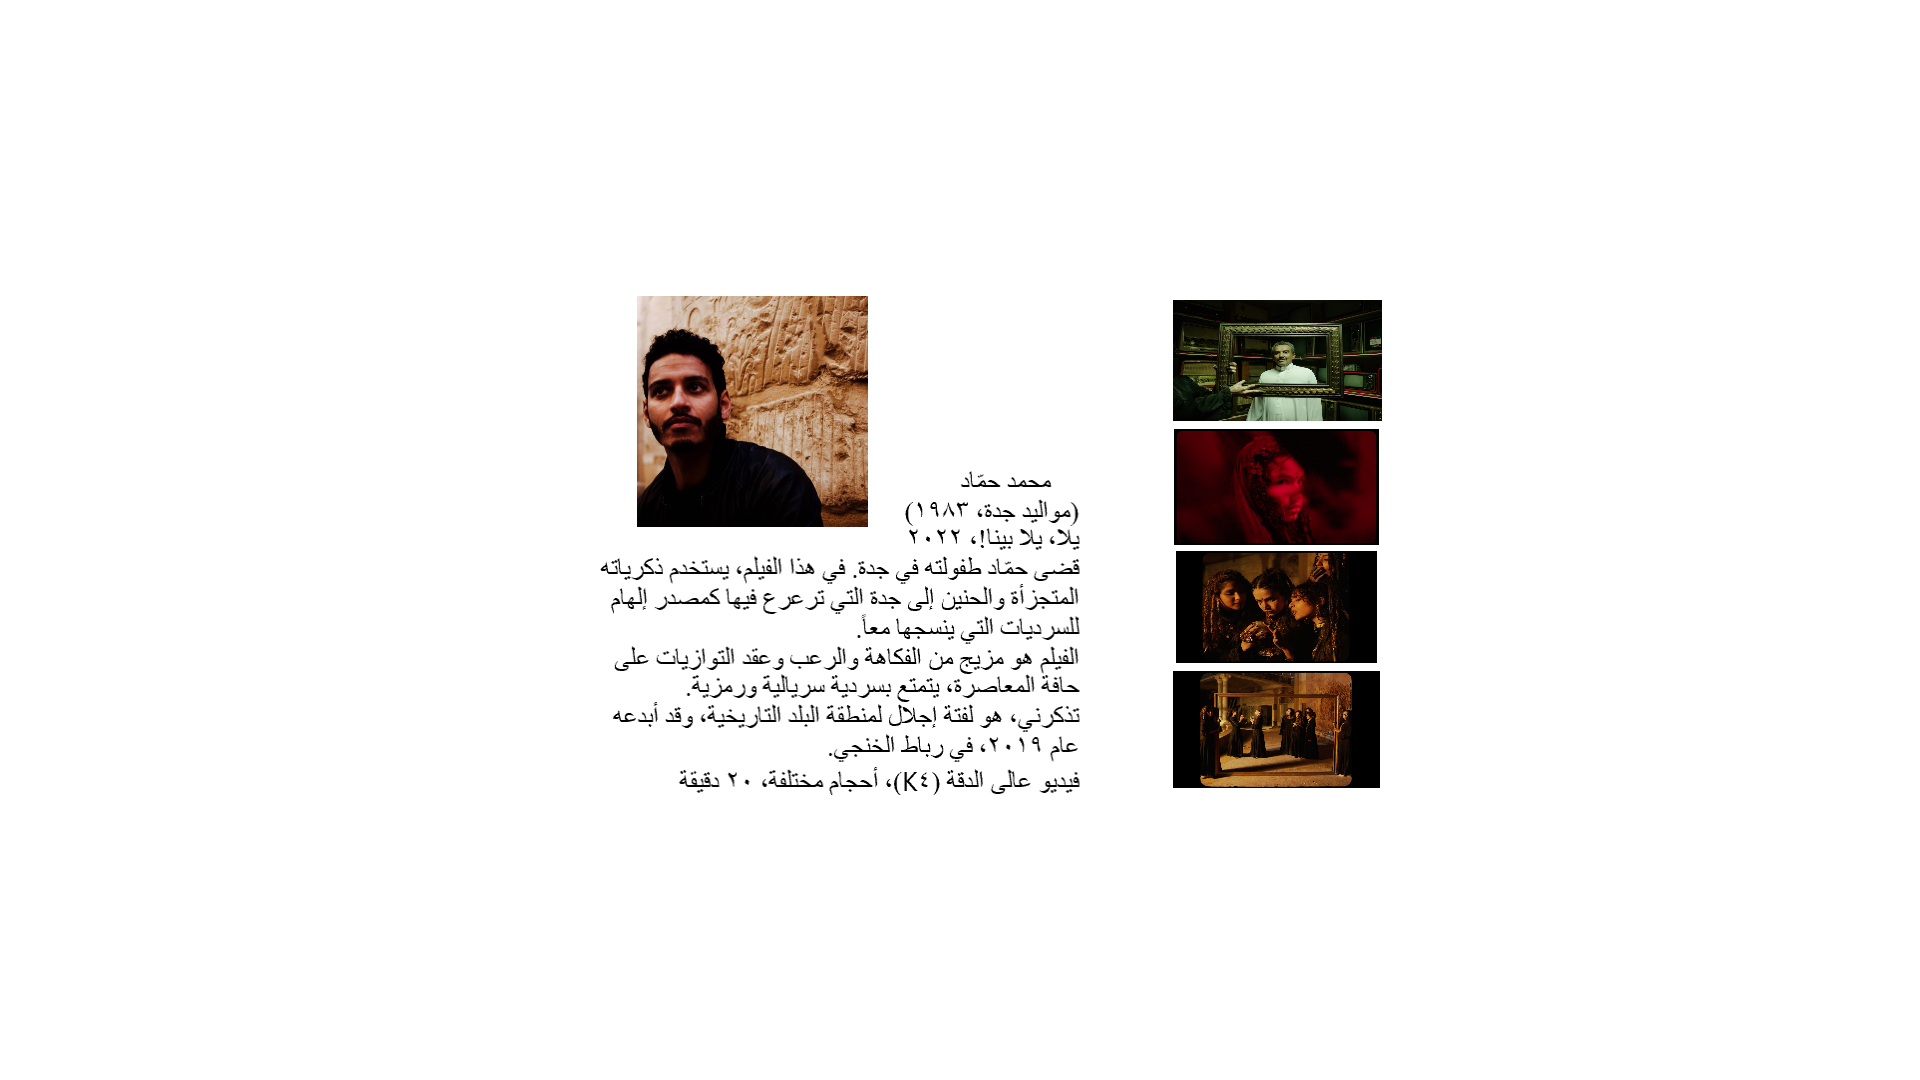 محمد حمّاد
(مواليد جدة، ١٩٨٣)
يلا، يلا بينا!، ٢٠٢٢
قضى حمّاد طفولته في جدة. في هذا الفيلم، يستخدم ذكرياته
المتجزأة والحنين إلى جدة التي ترعرع فيها كمصدر إلهام
للسرديات التي ينسجها معاً.
الفيلم هو مزيج من الفكاهة والرعب وعقد التوازيات على
حافة المعاصرة، يتمتع بسردية سريالية ورمزية.
تذكرني، هو لفتة إجلال لمنطقة البلد التاريخية، وقد أبدعه
عام ٢٠١٩، في رباط الخنجي.
فيديو عالى الدقة (K٤)، أحجام مختلفة، ٢٠ دقيقة